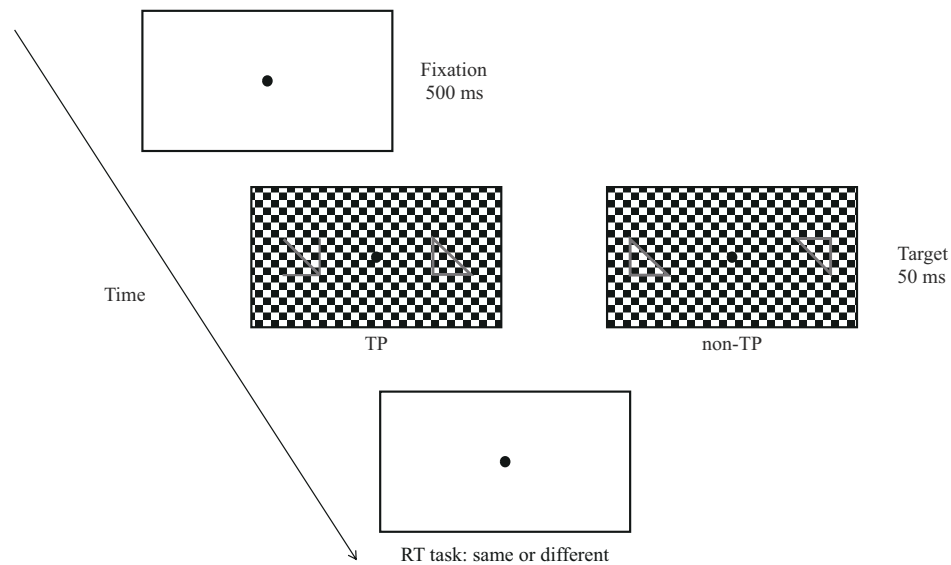 Fixation
500 ms
Target
50 ms
Time
TP
non-TP
RT task: same or different